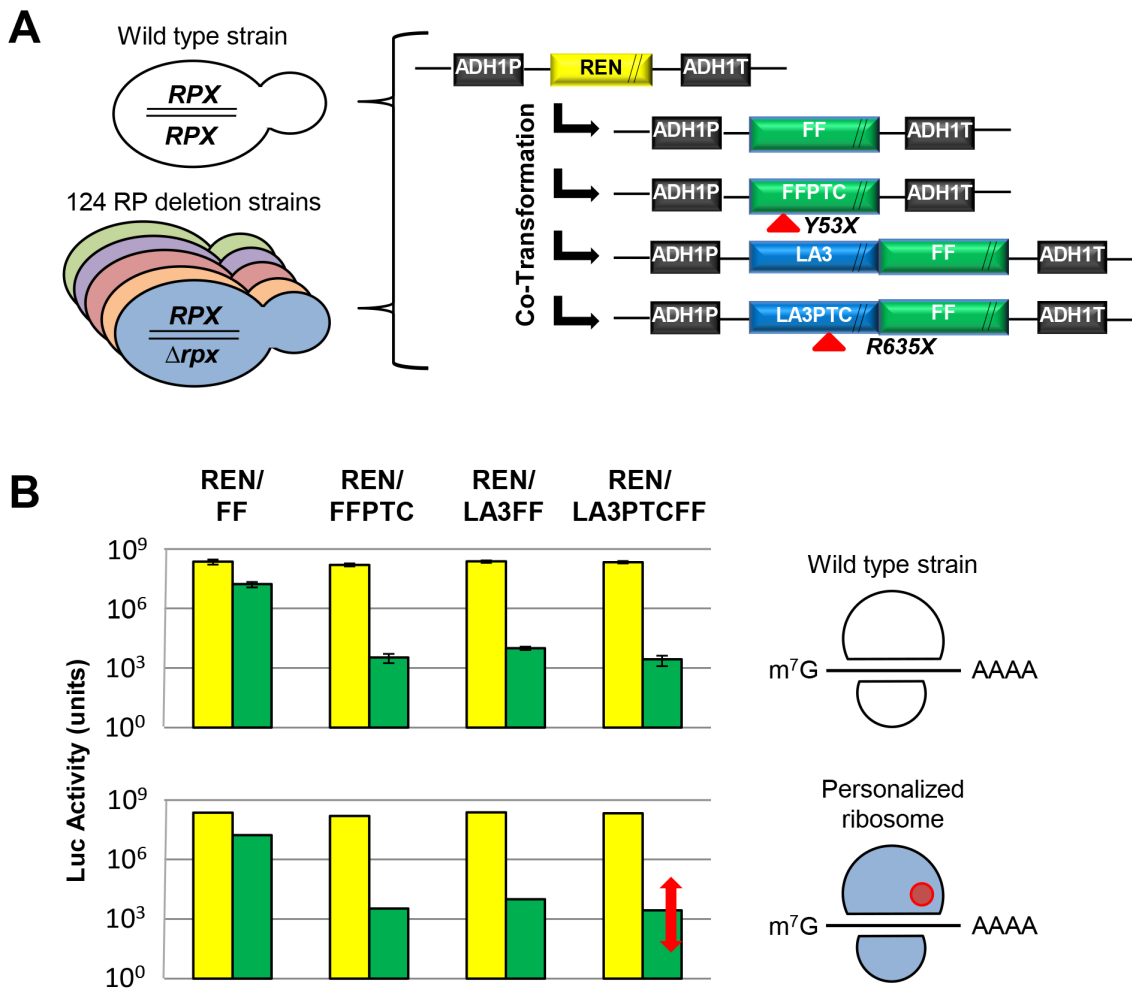 A
Wild type strain
RPX
RPX
124 RP deletion strains
RPX
Δrpx
ADH1P REN ADH1T
Co-Transformation
ADH1P FF ADH1T
ADH1P FFPTC ADH1T
Y53X
ADH1P LA3 FF ADH1T
ADH1P LA3PTC FF ADH1T
R635X
B
REN/ REN/ REN/ REN/
FF FFPTC LA3FF LA3PTCFF
Luc Activity (units)
10⁹
10⁶
10³
10⁰
Wild type strain
m⁷G AAAA
10⁹
10⁶
10³
10⁰
Personalized
ribosome
m⁷G AAAA